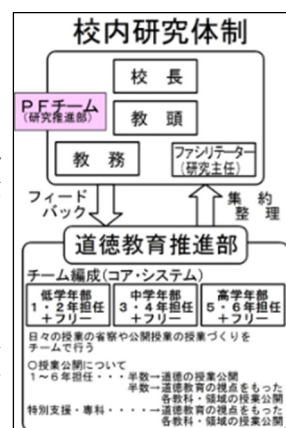 校内研究体制
校長
PFチーム
(研究推進部)
教頭
教務
ファシリテーター
(研究主任)
フィード
バック
集約
整理
道徳教育推進部
チーム編成(コア・システム)
低学年部
1・2年担任
+フリー
中学年部
3・4年担任
+フリー
高学年部
5・6年担任
+フリー
日々の授業の省察や公開授業の授業づくりを
チームで行う
○授業公開について
1~6年担任・・・半数→道徳の授業公開
半数→道徳教育の視点をもった
各教科・領域の授業公開
特別支援・専科・・・・→道徳教育の視点をもった
各教科・領域の授業公開